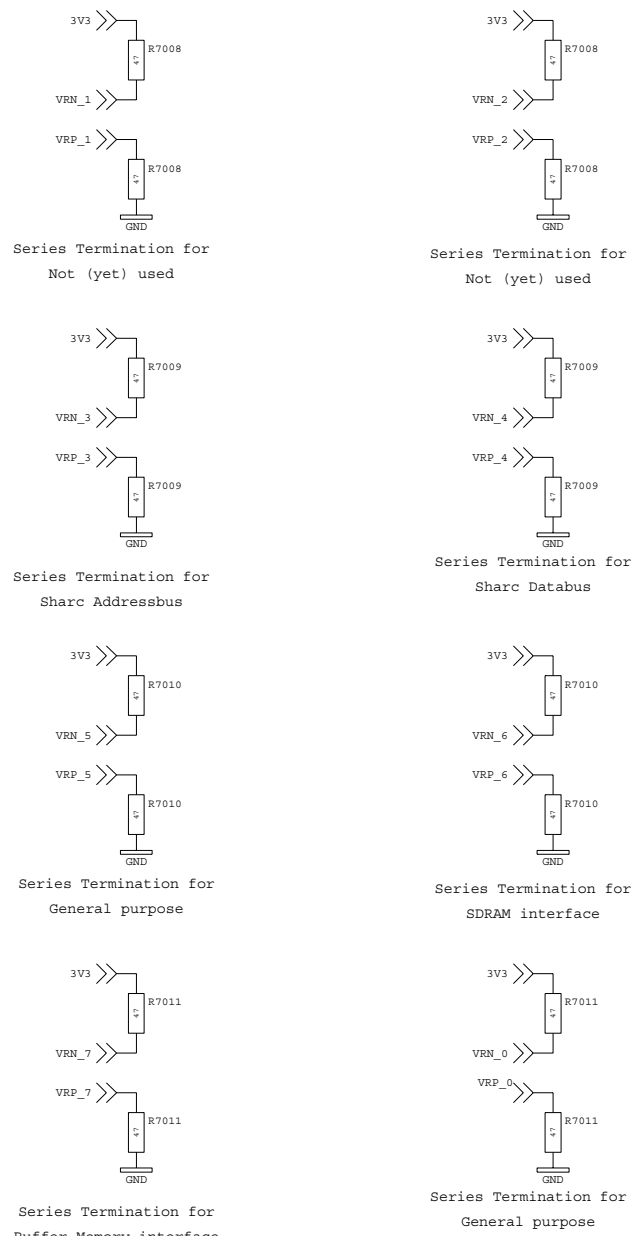 3V3
R7008
47
VRN_1
VRP_1
R7008
47
GND
Series Termination for
Not (yet) used
3V3
R7008
47
VRN_2
VRP_2
R7008
47
GND
Series Termination for
Not (yet) used
3V3
R7009
47
VRN_3
VRP_3
R7009
47
GND
Series Termination for
Sharc Addressbus
3V3
R7009
47
VRN_4
VRP_4
R7009
47
GND
Series Termination for
Sharc Databus
3V3
R7010
47
VRN_5
VRP_5
R7010
47
GND
Series Termination for
General purpose
3V3
R7010
47
VRN_6
VRP_6
R7010
47
GND
Series Termination for
SDRAM interface
3V3
R7011
47
VRN_7
VRP_7
R7011
47
GND
Series Termination for
Buffer Memory interface
3V3
R7011
47
VRN_0
VRP_0
R7011
47
GND
Series Termination for
General purpose